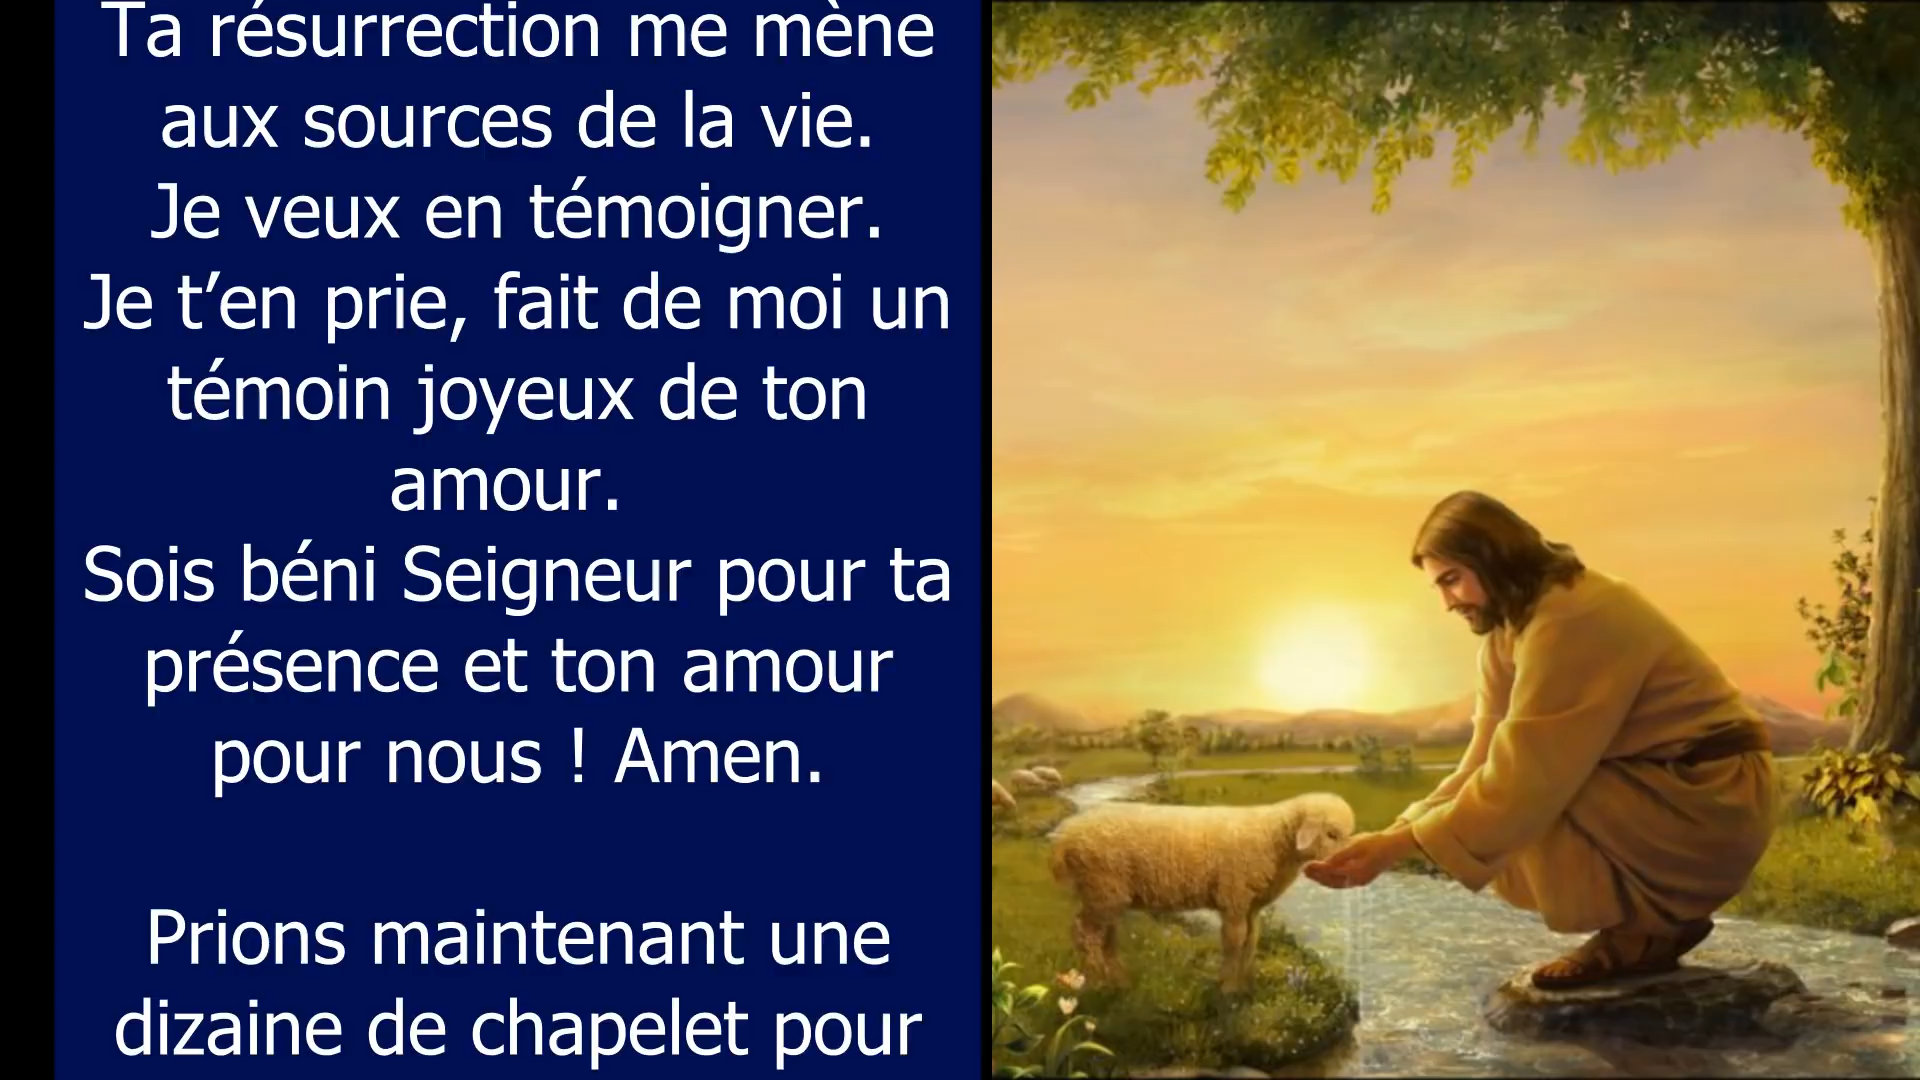 Ta résurrection me mène
aux sources de la vie.
Je veux en témoigner.
Je t’en prie, fait de moi un
témoin joyeux de ton
amour.
Sois béni Seigneur pour ta
présence et ton amour
pour nous ! Amen.
Prions maintenant une
dizaine de chapelet pour